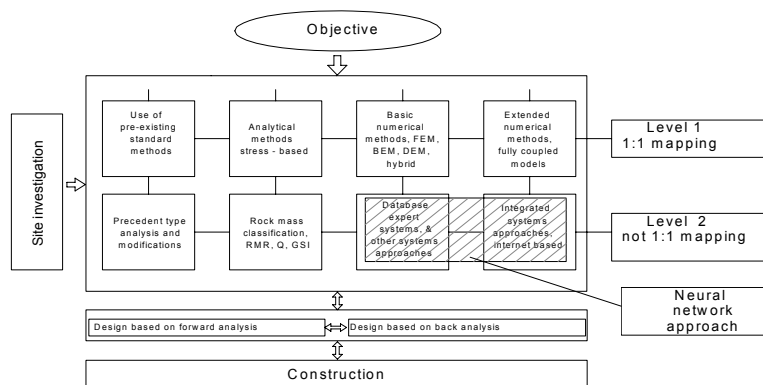 Objective
Site investigation
Use of
pre-existing
standard
methods
Analytical
methods
stress - based
Basic
numerical
methods, FEM,
BEM, DEM,
hybrid
Extended
numerical
methods,
fully coupled
models
Level 1
1:1 mapping
Precedent type
analysis and
modifications
Rock mass
classification,
RMR, Q, GSI
Database
expert
systems, &
other systems
approaches
Integrated
systems
approaches,
internet based
Level 2
not 1:1 mapping
Neural
network
approach
Design based on forward analysis
Design based on back analysis
Construction